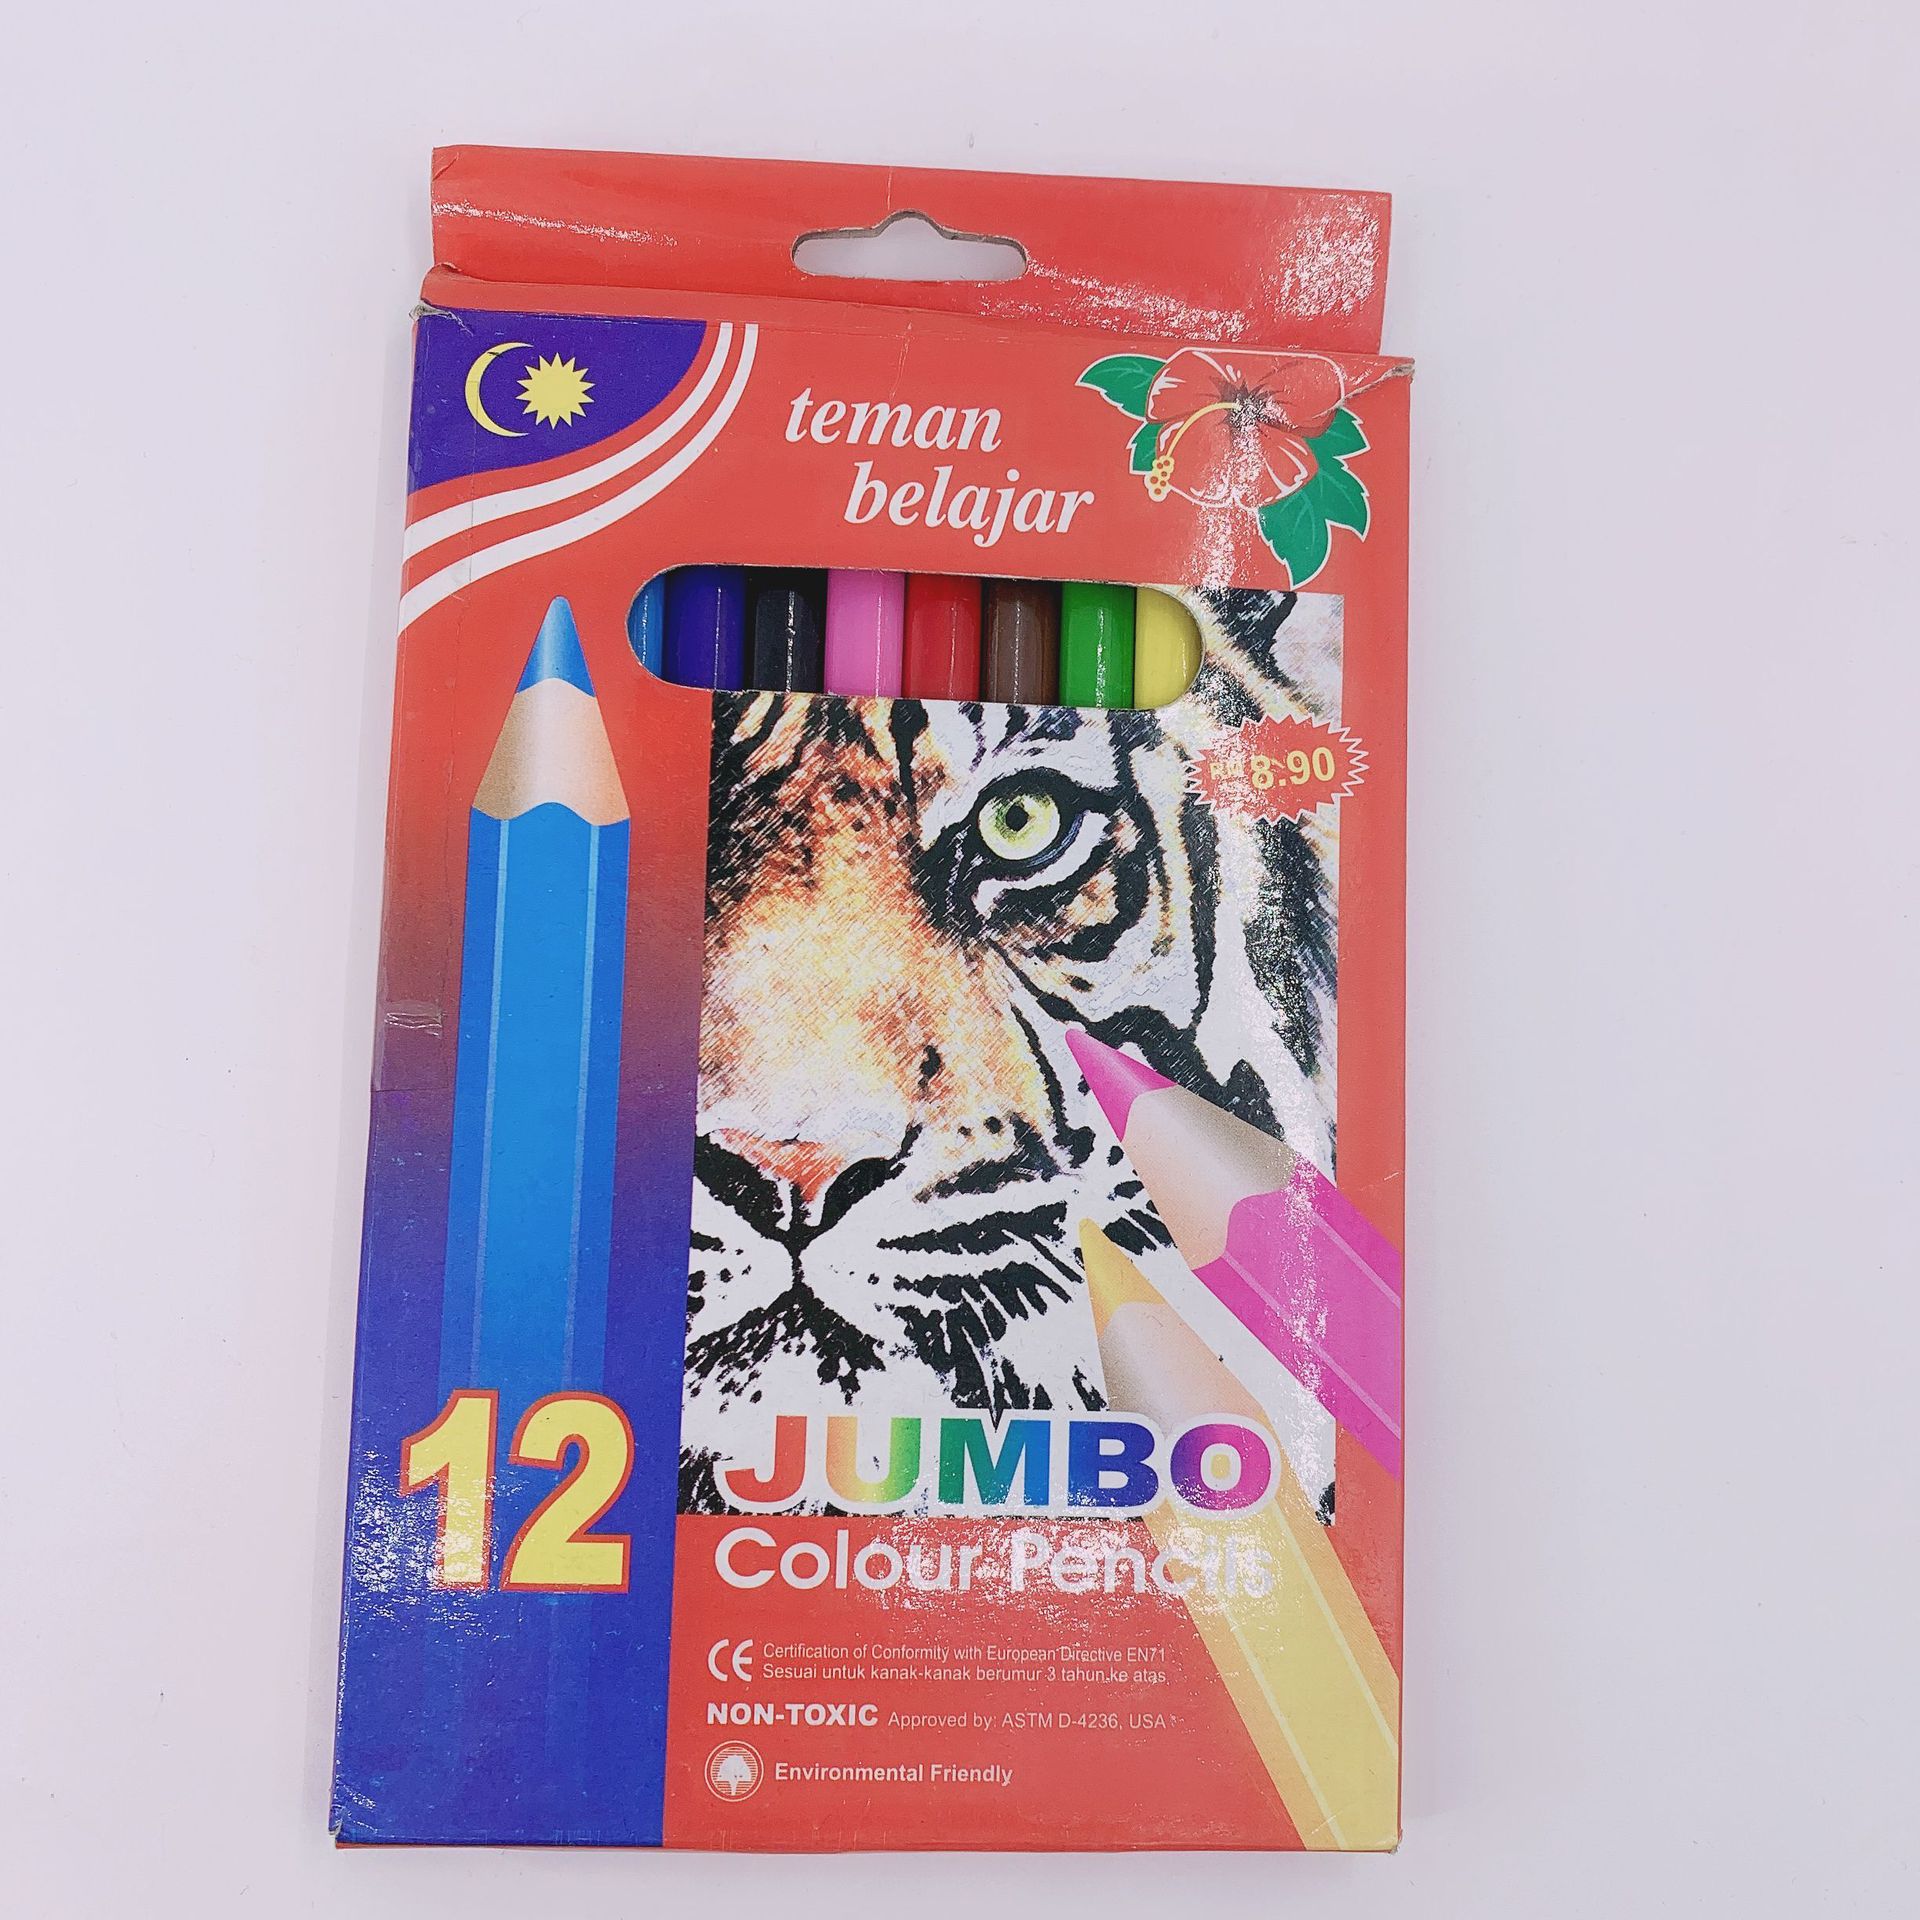 teman
belajar
RM 8.90
12
JUMBO
Colour Pencils
CE
Certification of Conformity with European Directive EN71
Sesuai untuk kanak-kanak berumur 3 tahun ke atas
NON-TOXIC Approved by: ASTM D-4236, USA
Environmental Friendly